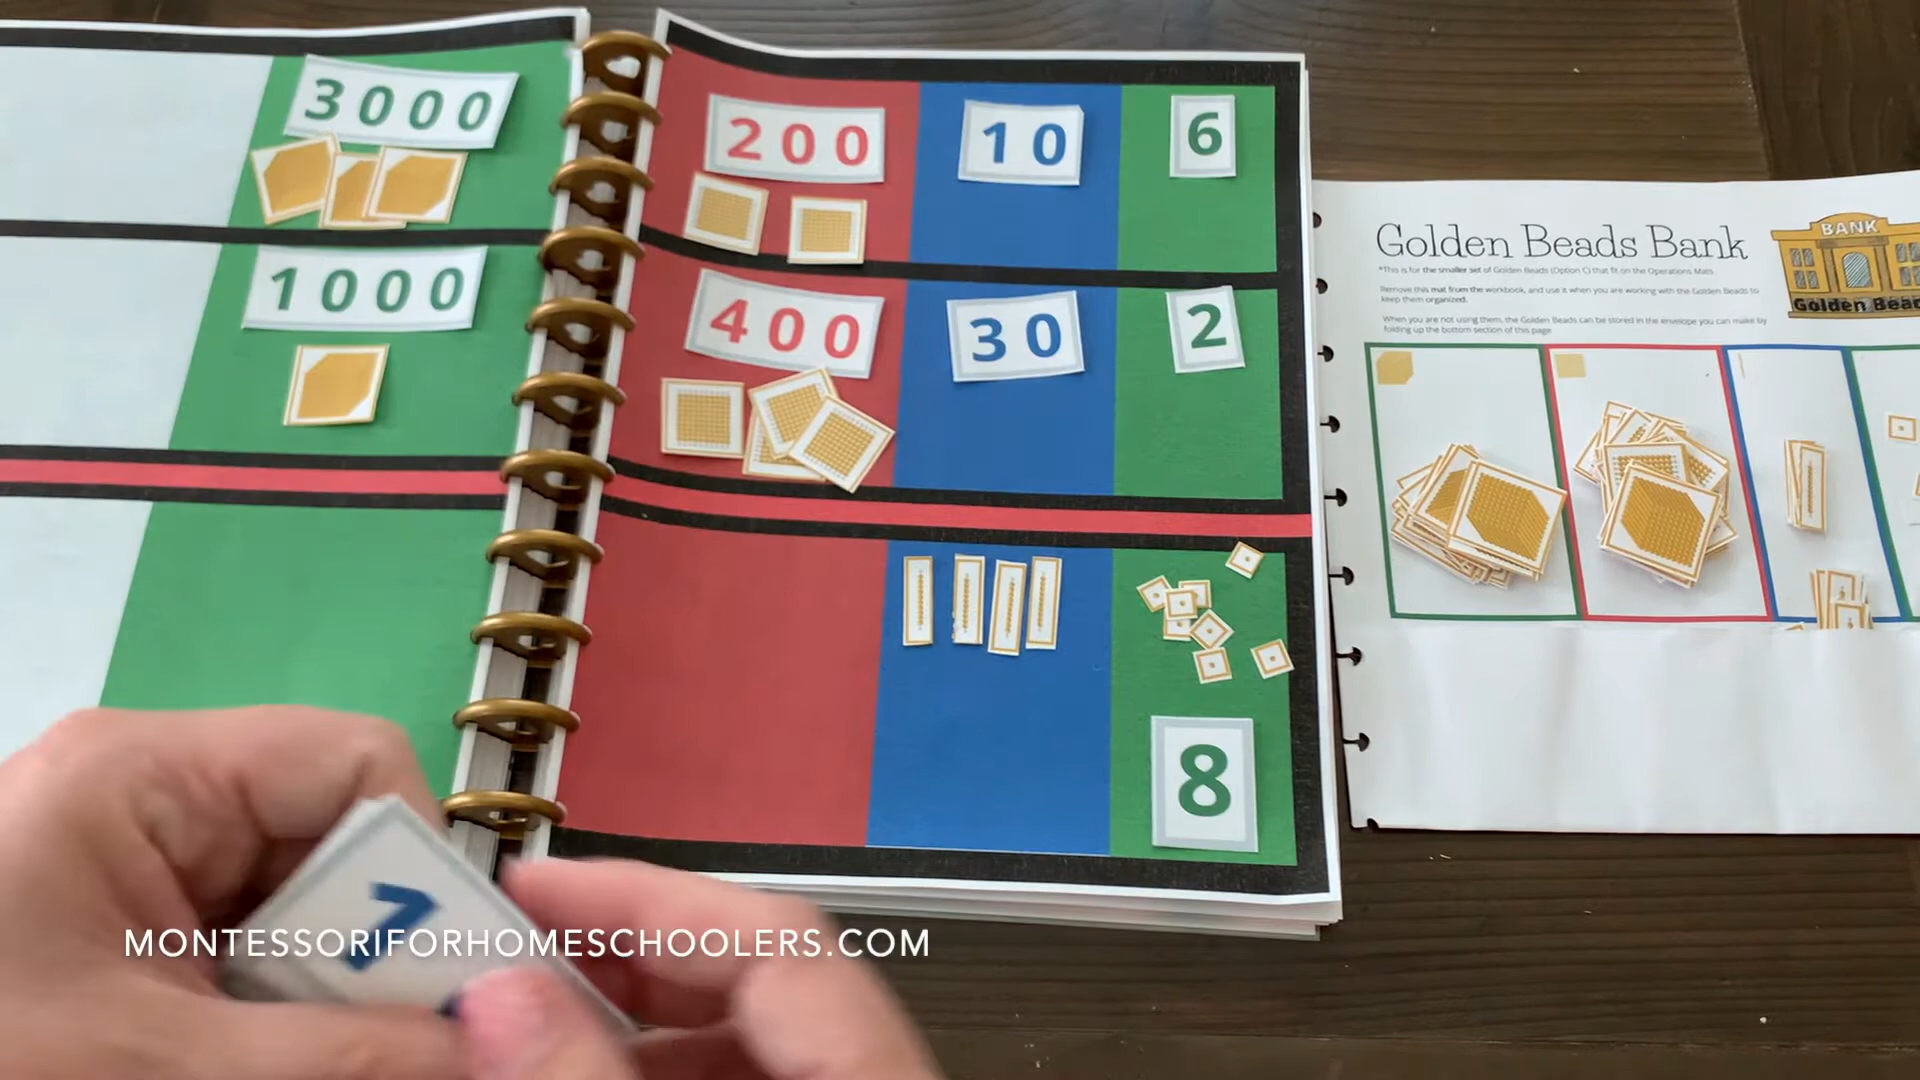 3000
200
10
6
1000
400
30
2
8
7
Golden Beads Bank
*This is for the smaller set of Golden Beads (Option C) that fit on the Operations Mats
Remove this mat from the workbook, and use it when you are working with the Golden Beads to
keep them organized.
When you are not using them, the Golden Beads can be stored in the envelope you can make by
folding up the bottom section of this page
BANK
Golden Bead
MONTESSORIFORHOMESCHOOLERS.COM